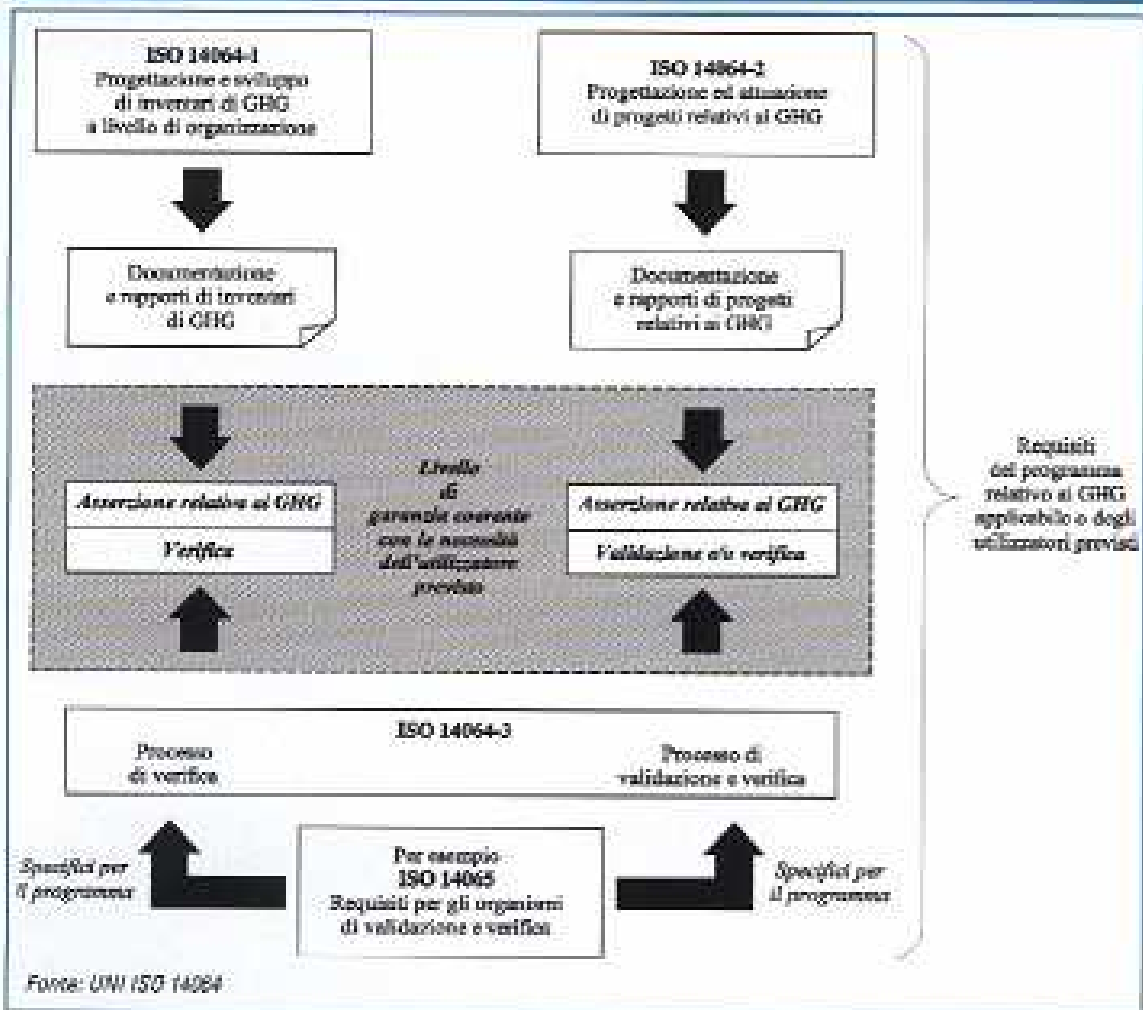 ISO 14064-1
Progettazione e sviluppo
di inventari di GHG
a livello di organizzazione
ISO 14064-2
Progettazione ed attuazione
di progetti relativi ai GHG
Documentazione
e rapporti di inventari
di GHG
Documentazione
e rapporti di progetti
relativi ai GHG
Asserzione relativa ai GHG
Verifica
Livello
di
garanzia coerente
con le necessità
dell'utilizzatore
previsto
Asserzione relativa ai GHG
Validazione e/o verifica
Requisiti
del programma
relativo ai GHG
applicabile o degli
utilizzatori previsti
ISO 14064-3
Processo
di verifica
Processo di
validazione e verifica
Specifici per
il programma
Per esempio
ISO 14065
Requisiti per gli organismi
di validazione e verifica
Specifici per
il programma
Fonte: UNI ISO 14064